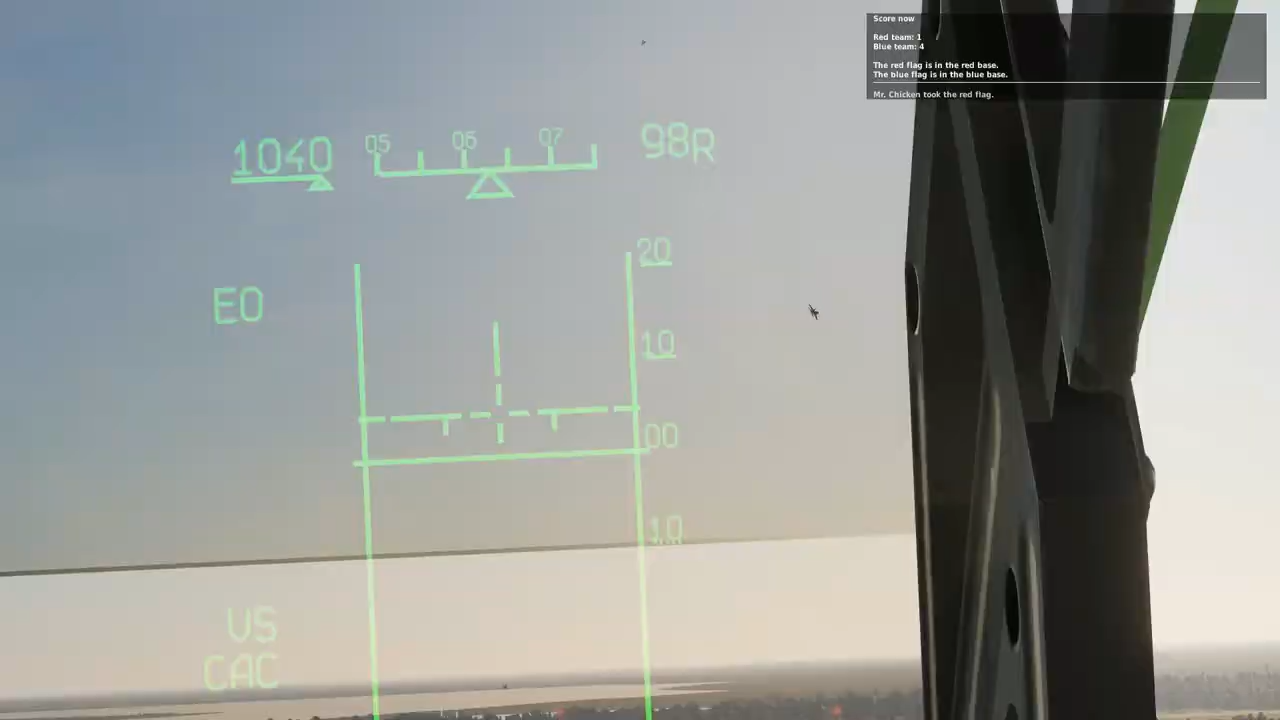 Score now
Red team: 1
Blue team: 4
The red flag is in the red base.
The blue flag is in the blue base.
Mr. Chicken took the red flag.
1040
05 06 07
98R
20
E0
10
00
10
VS
CAC